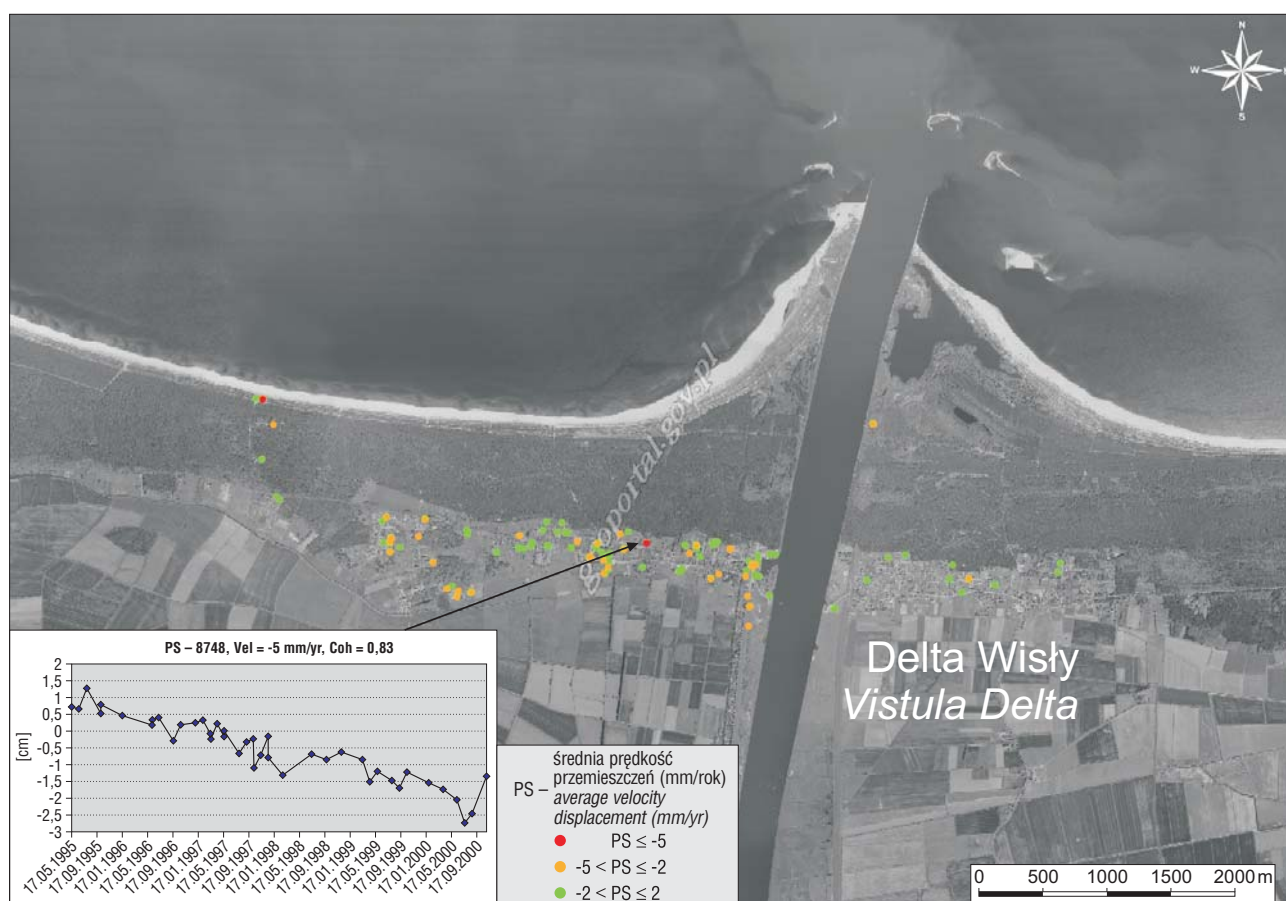 N
W
S
geoportal.gov.pl
Delta Wisły
Vistula Delta
PS – 8748, Vel = -5 mm/yr, Coh = 0,83
[cm]
2
1,5
1
0,5
0
-0,5
-1
-1,5
-2
-2,5
-3
17.05.1995
17.09.1995
17.01.1996
17.05.1996
17.09.1996
17.01.1997
17.05.1997
17.09.1997
17.01.1998
17.05.1998
17.09.1998
17.01.1999
17.05.1999
17.09.1999
17.01.2000
17.05.2000
17.09.2000
PS –
średnia prędkość
przemieszczeń (mm/rok)
average velocity
displacement (mm/yr)
PS ≤ -5
-5 < PS ≤ -2
-2 < PS ≤ 2
0 500 1000 1500 2000 m